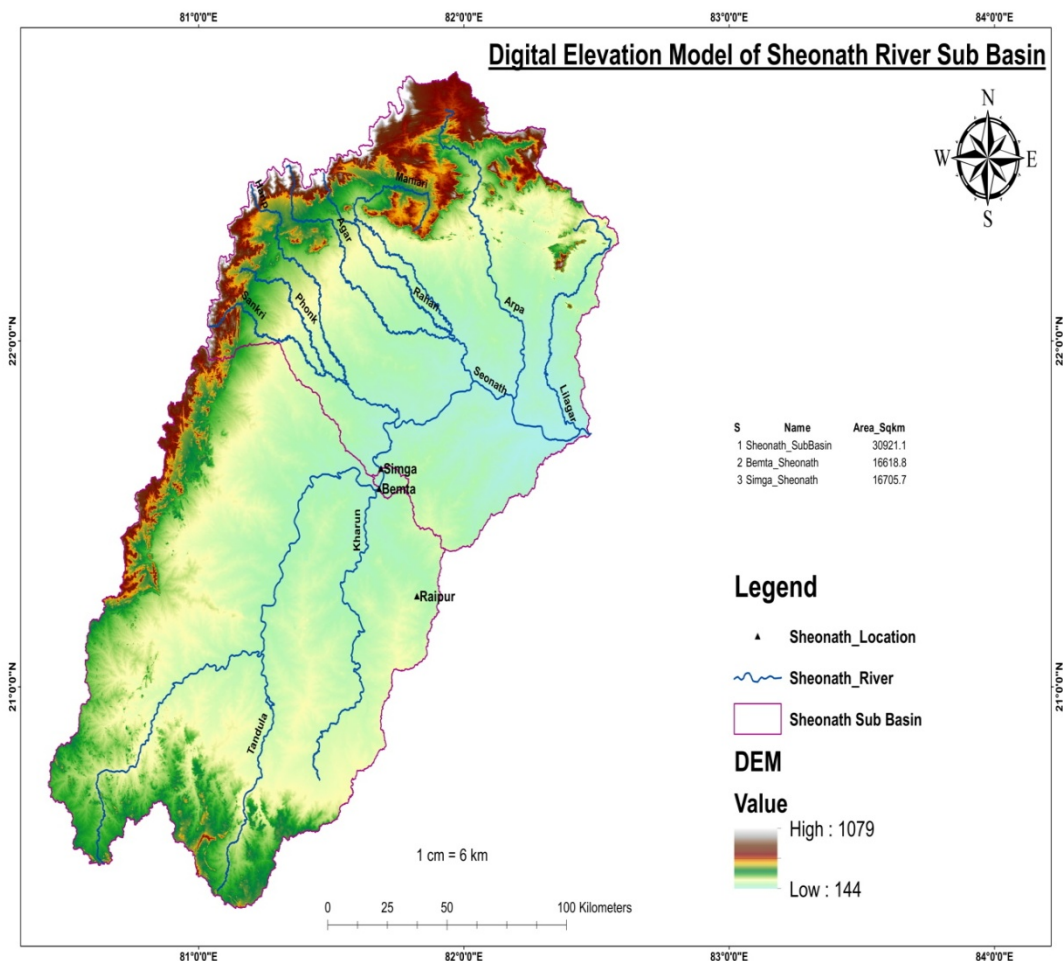 81°0'0"E 82°0'0"E 83°0'0"E 84°0'0"E
Digital Elevation Model of Sheonath River Sub Basin
N
W E
S
Mamari
Hanp
Agar
Rahan
Arpa
Phonk
Sankri
22°0'0"N 22°0'0"N
Seonath
Lilagar
S Name Area_Sqkm
1 Sheonath_SubBasin 30921.1
2 Bemta_Sheonath 16618.8
3 Simga_Sheonath 16705.7
Simga
Bemta
Kharun
Raipur
Legend
Sheonath_Location
Sheonath_River
Sheonath Sub Basin
21°0'0"N 21°0'0"N
Tandula
DEM
Value
High : 1079
Low : 144
1 cm = 6 km
0 25 50 100 Kilometers
81°0'0"E 82°0'0"E 83°0'0"E 84°0'0"E